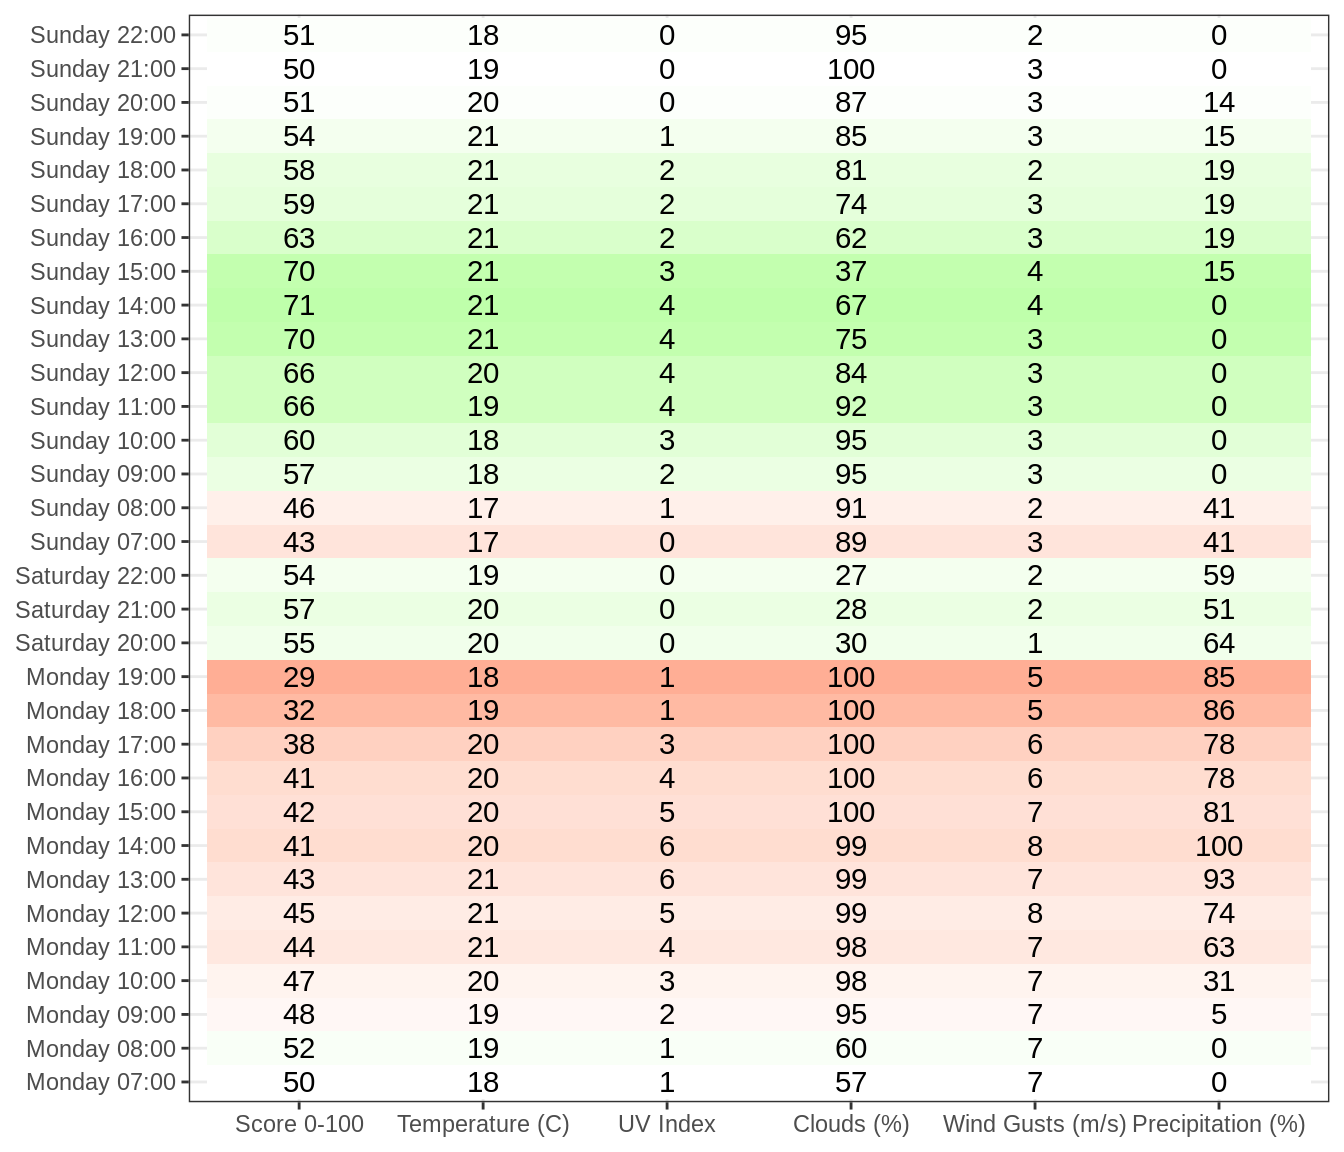 Sunday 22:00 51 18 0 95 2 0
Sunday 21:00 50 19 0 100 3 0
Sunday 20:00 51 20 0 87 3 14
Sunday 19:00 54 21 1 85 3 15
Sunday 18:00 58 21 2 81 2 19
Sunday 17:00 59 21 2 74 3 19
Sunday 16:00 63 21 2 62 3 19
Sunday 15:00 70 21 3 37 4 15
Sunday 14:00 71 21 4 67 4 0
Sunday 13:00 70 21 4 75 3 0
Sunday 12:00 66 20 4 84 3 0
Sunday 11:00 66 19 4 92 3 0
Sunday 10:00 60 18 3 95 3 0
Sunday 09:00 57 18 2 95 3 0
Sunday 08:00 46 17 1 91 2 41
Sunday 07:00 43 17 0 89 3 41
Saturday 22:00 54 19 0 27 2 59
Saturday 21:00 57 20 0 28 2 51
Saturday 20:00 55 20 0 30 1 64
Monday 19:00 29 18 1 100 5 85
Monday 18:00 32 19 1 100 5 86
Monday 17:00 38 20 3 100 6 78
Monday 16:00 41 20 4 100 6 78
Monday 15:00 42 20 5 100 7 81
Monday 14:00 41 20 6 99 8 100
Monday 13:00 43 21 6 99 7 93
Monday 12:00 45 21 5 99 8 74
Monday 11:00 44 21 4 98 7 63
Monday 10:00 47 20 3 98 7 31
Monday 09:00 48 19 2 95 7 5
Monday 08:00 52 19 1 60 7 0
Monday 07:00 50 18 1 57 7 0
Score 0-100 Temperature (C) UV Index Clouds (%) Wind Gusts (m/s) Precipitation (%)